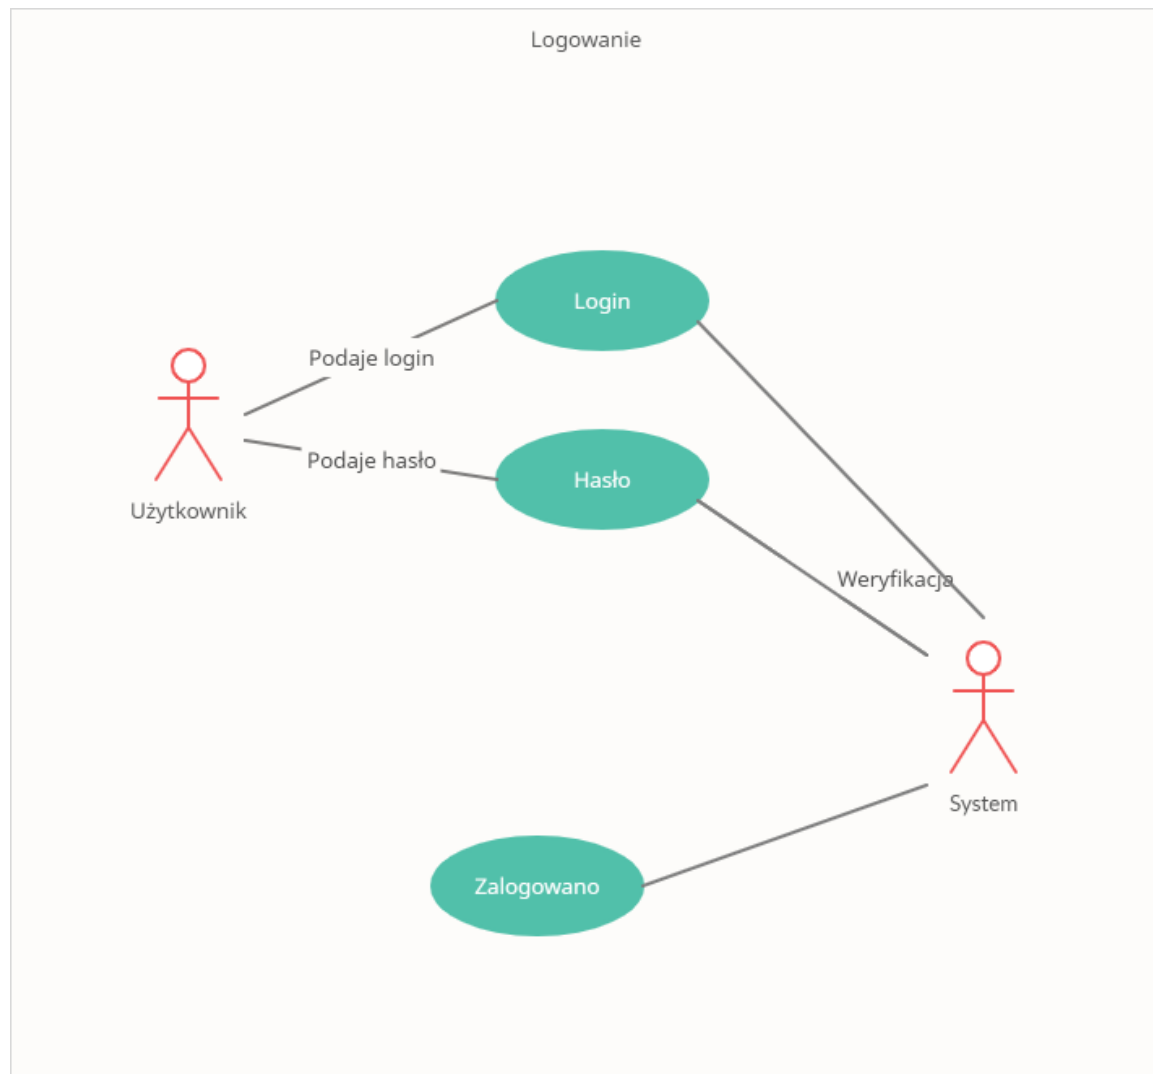 Logowanie
Login
Podaje login
Podaje hasło
Hasło
Użytkownik
Weryfikacja
System
Zalogowano